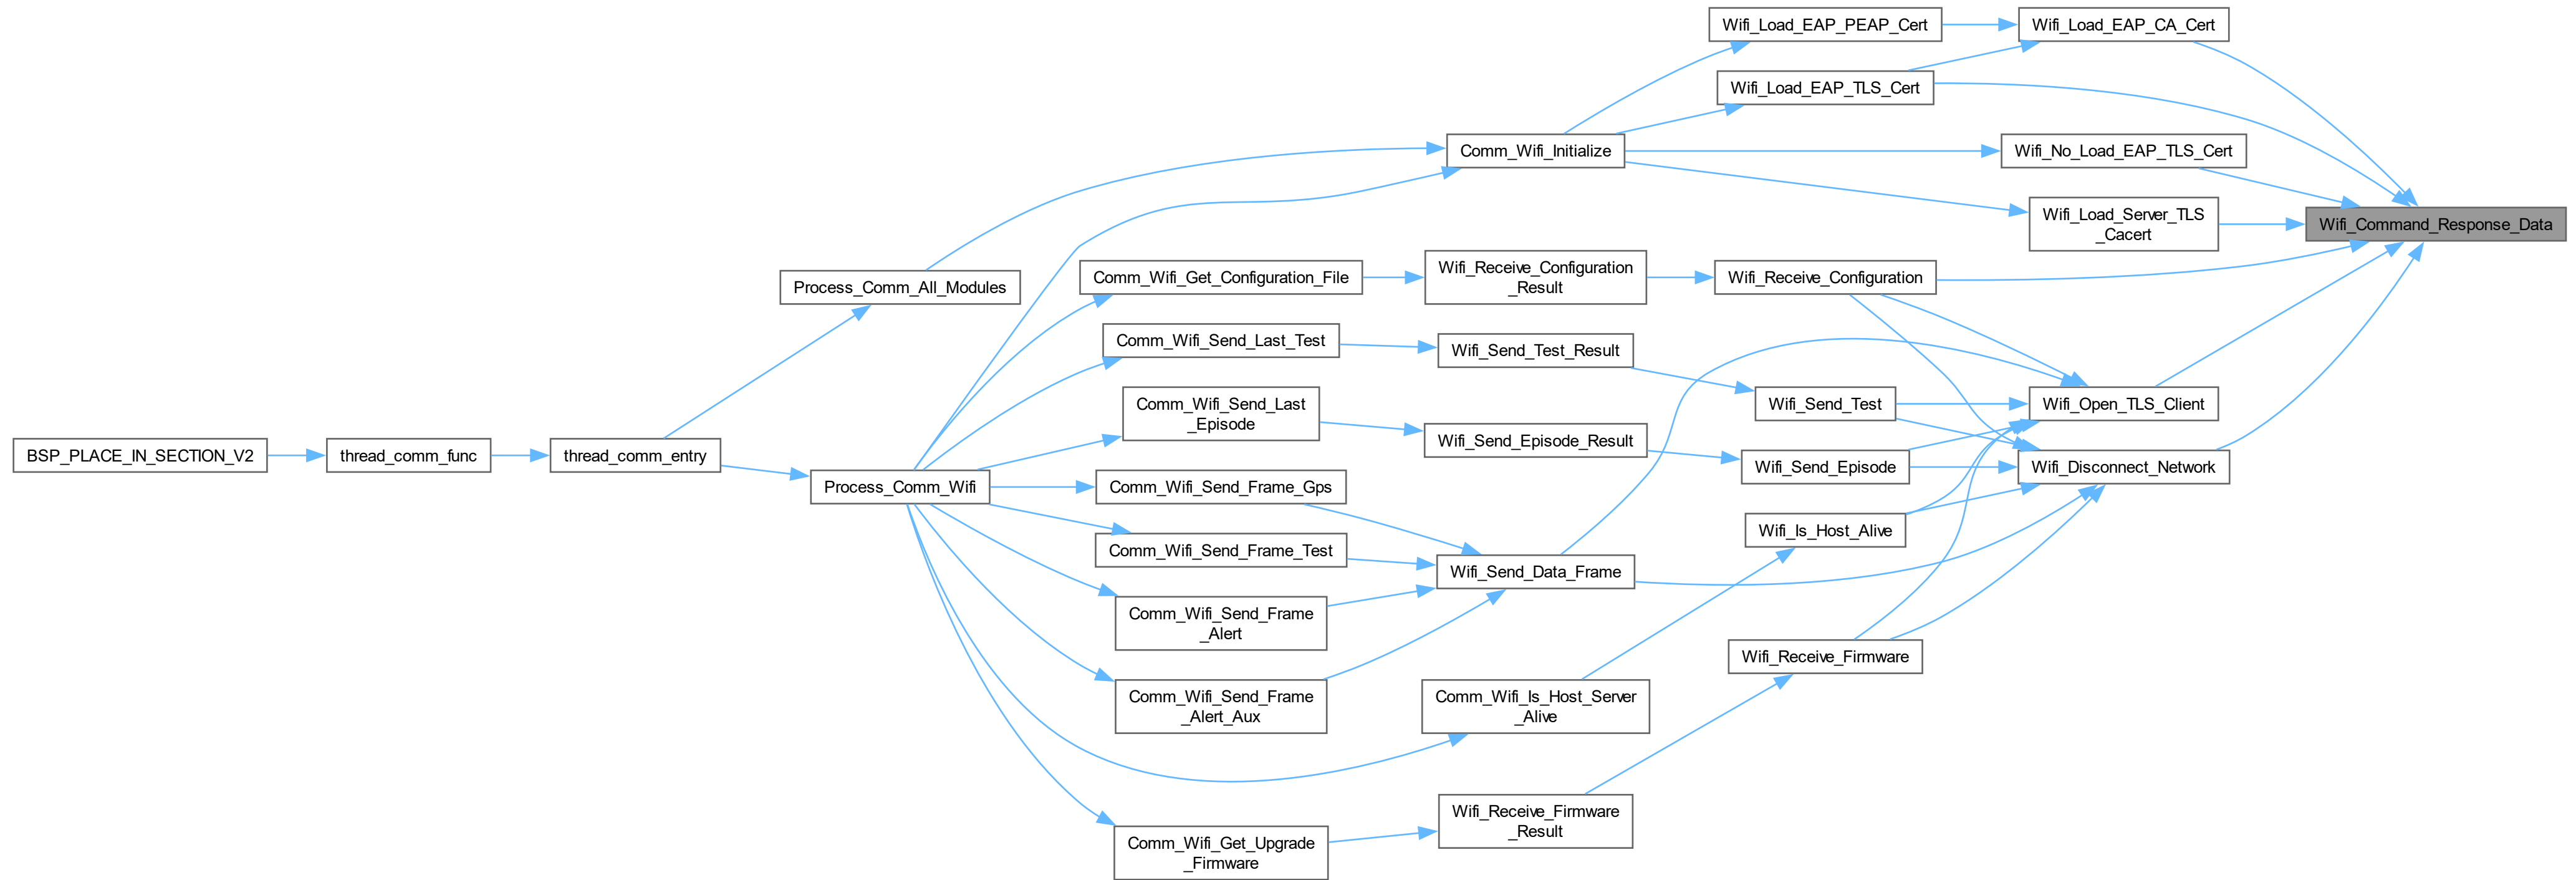 Wifi_Load_EAP_PEAP_Cert
Wifi_Load_EAP_CA_Cert
Wifi_Load_EAP_TLS_Cert
Comm_Wifi_Initialize
Wifi_No_Load_EAP_TLS_Cert
Wifi_Load_Server_TLS
_Cacert
Wifi_Command_Response_Data
Process_Comm_All_Modules
Comm_Wifi_Get_Configuration_File
Wifi_Receive_Configuration
_Result
Wifi_Receive_Configuration
Comm_Wifi_Send_Last_Test
Wifi_Send_Test_Result
Comm_Wifi_Send_Last
_Episode
Wifi_Send_Test
Wifi_Open_TLS_Client
Wifi_Send_Episode_Result
BSP_PLACE_IN_SECTION_V2
thread_comm_func
thread_comm_entry
Wifi_Send_Episode
Wifi_Disconnect_Network
Process_Comm_Wifi
Comm_Wifi_Send_Frame_Gps
Wifi_Is_Host_Alive
Comm_Wifi_Send_Frame_Test
Wifi_Send_Data_Frame
Comm_Wifi_Send_Frame
_Alert
Wifi_Receive_Firmware
Comm_Wifi_Send_Frame
_Alert_Aux
Comm_Wifi_Is_Host_Server
_Alive
Wifi_Receive_Firmware
_Result
Comm_Wifi_Get_Upgrade
_Firmware